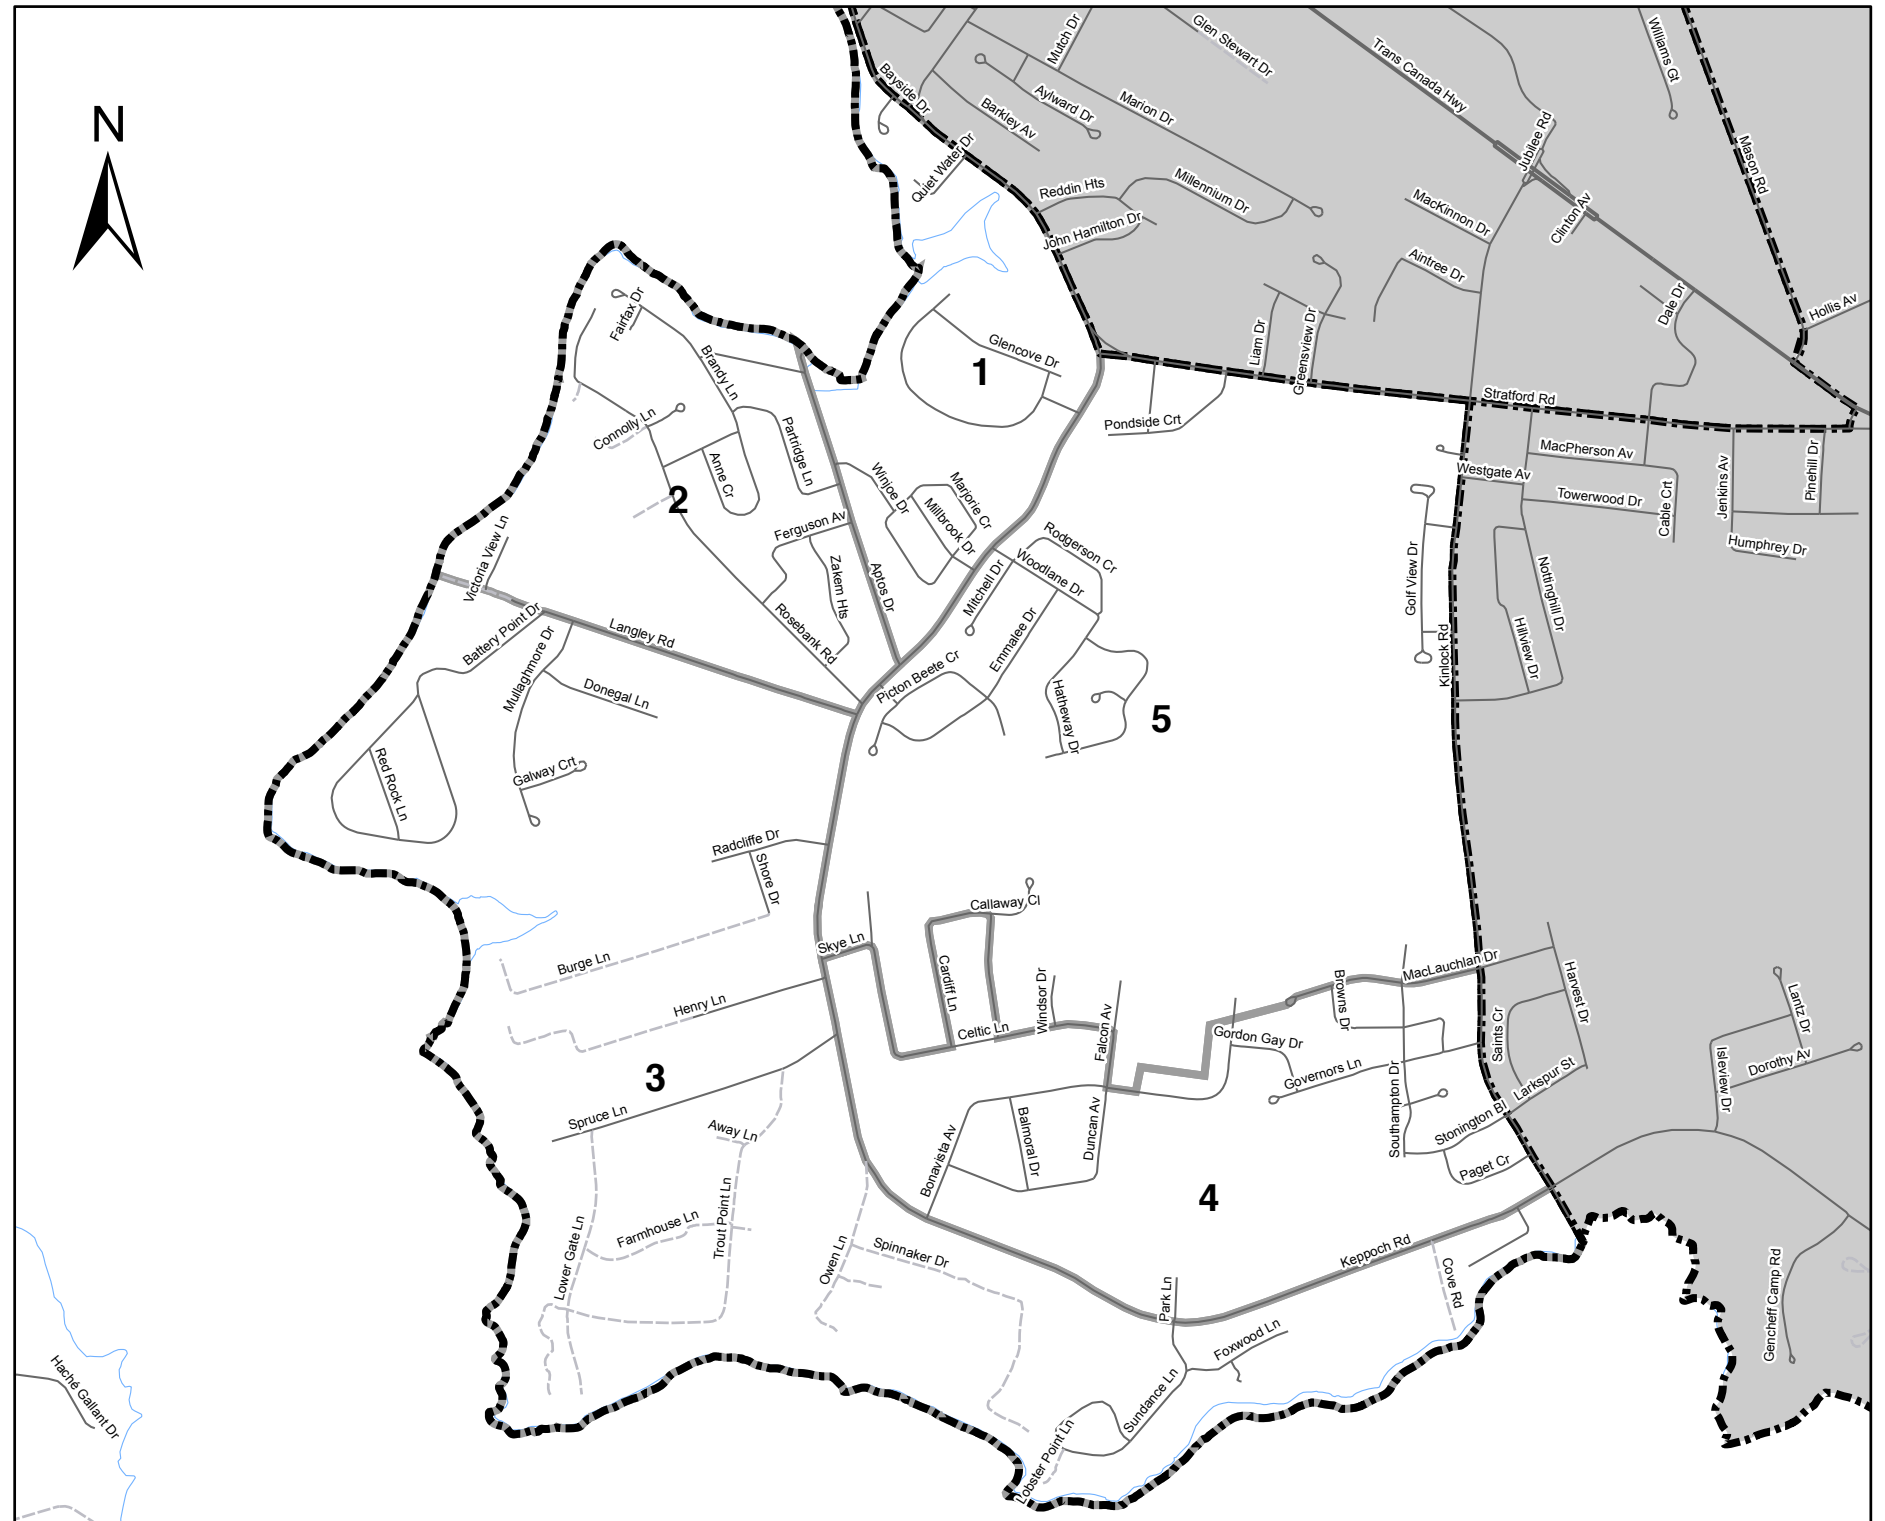 N
Mutch Dr
Glen Stewart Dr
Trans Canada Hwy
Williams Gt
Bayside Dr
Barkley Av
Aylward Dr
Marion Dr
Jubilee Rd
Mason Rd
Quiet Water Dr
Reddin Hts
Millennium Dr
MacKinnon Dr
Clinton Av
John Hamilton Dr
Aintree Dr
Fairfax Dr
Dale Dr
Hollis Av
Liam Dr
Greensview Dr
Glencove Dr
1
Brandy Ln
Stratford Rd
Connolly Ln
Partridge Ln
Pondside Crt
MacPherson Av
Anne Cr
Winjoe Dr
Marjorie Cr
Westgate Av
Towerwood Dr
Cable Crt
Jenkins Av
Pinehill Dr
2
Millbrook Dr
Ferguson Av
Rodgerson Cr
Humphrey Dr
Victoria View Ln
Zakem Hts
Aptos Dr
Mitchell Dr
Woodlane Dr
Golf View Dr
Nottinghill Dr
Battery Point Dr
Langley Rd
Rosebank Rd
Emmalee Dr
Kinlock Rd
Hillview Dr
Mullaghmore Dr
Donegal Ln
Picton Beete Cr
Hatheway Dr
5
Red Rock Ln
Galway Crt
Radcliffe Dr
Shore Dr
Callaway Cl
Skye Ln
Burge Ln
Cardiff Ln
Windsor Dr
MacLauchlan Dr
Browns Dr
Harvest Dr
Lantz Dr
Henry Ln
Celtic Ln
Falcon Av
Gordon Gay Dr
Saints Cr
3
Governors Ln
Larkspur St
Isleview Dr
Dorothy Av
Spruce Ln
Away Ln
Bonavista Av
Balmoral Dr
Duncan Av
Southampton Dr
Stonington Bl
Paget Cr
4
Lower Gate Ln
Farmhouse Ln
Trout Point Ln
Owen Ln
Spinnaker Dr
Keppoch Rd
Cove Rd
Park Ln
Gencheff Camp Rd
Foxwood Ln
Haché Gallant Dr
Sundance Ln
Lobster Point Ln